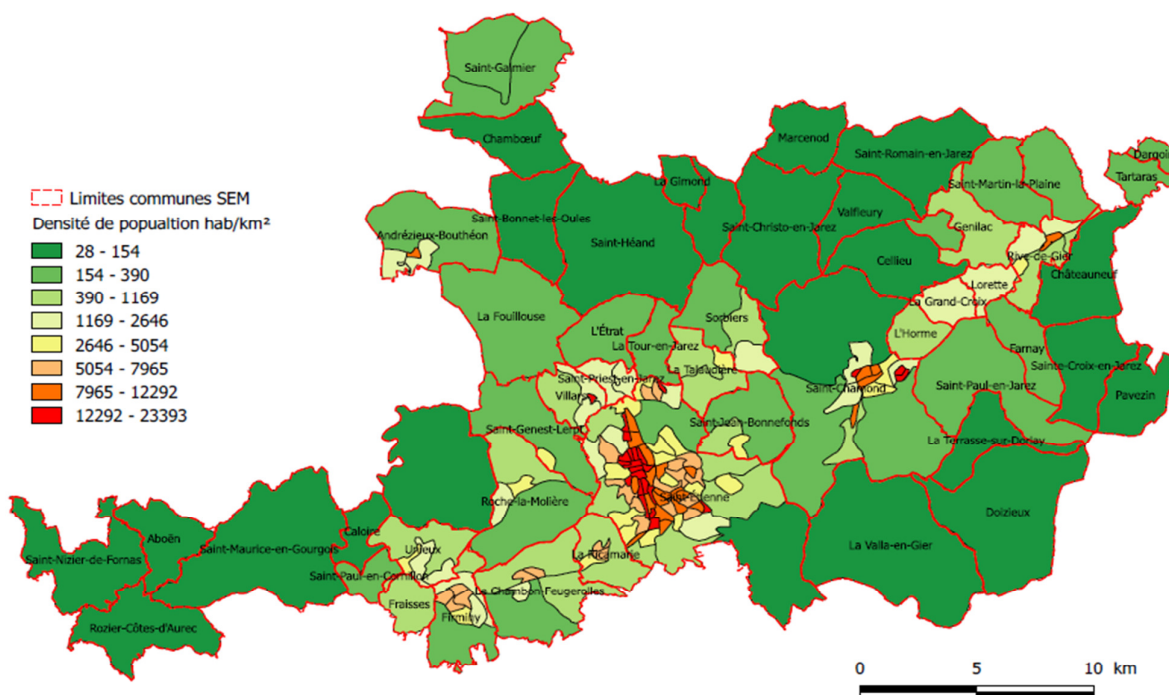 Saint-Galmier
Chambœuf
Marcenod
Saint-Romain-en-Jarez
Dargoire
Tartaras
Saint-Martin-la-Plaine
La Gimond
Limites communes SEM
Densité de popualtion hab/km²
28 - 154
154 - 390
390 - 1169
1169 - 2646
2646 - 5054
5054 - 7965
7965 - 12292
12292 - 23393
Saint-Bonnet-les-Oules
Andrézieux-Bouthéon
Saint-Héand
Saint-Christo-en-Jarez
Valfleury
Genilac
Cellieu
Rive-de-Gier
Châteauneuf
Lorette
La Grand-Croix
La Fouillouse
Sorbiers
L'Étrat
La Tour-en-Jarez
L'Horme
Farnay
Sainte-Croix-en-Jarez
La Talaudière
Saint-Priest-en-Jarez
Villars
Saint-Chamond
Saint-Paul-en-Jarez
Pavezin
Saint-Genest-Lerpt
Saint-Jean-Bonnefonds
La Terrasse-sur-Dorlay
Roche-la-Molière
Saint-Etienne
Doizieux
Caloire
Aboën
Saint-Maurice-en-Gourgois
Unieux
La Ricamarie
La Valla-en-Gier
Saint-Nizier-de-Fornas
Saint-Paul-en-Cornillon
Le Chambon-Feugerolles
Fraisses
Firminy
Rozier-Côtes-d'Aurec
0 5 10 km